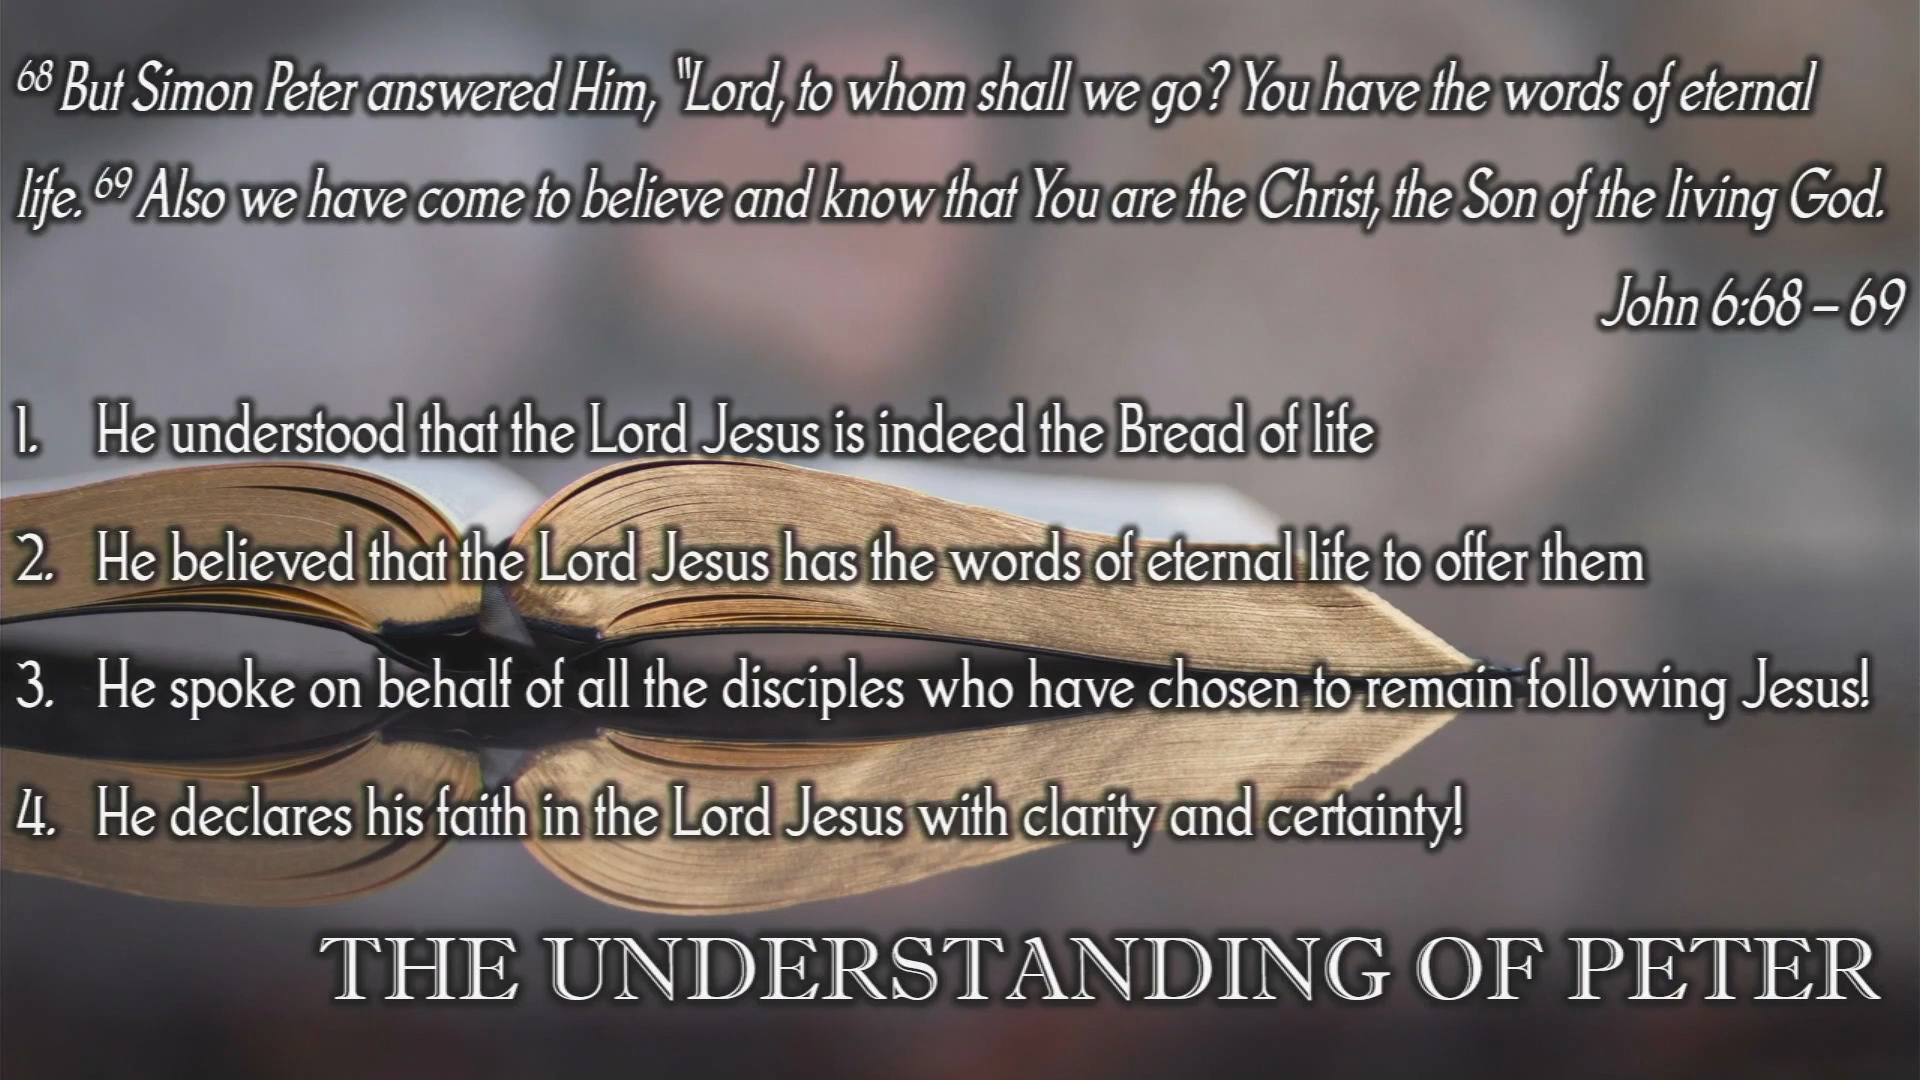 68 But Simon Peter answered Him, "Lord, to whom shall we go? You have the words of eternal
life. 69 Also we have come to believe and know that You are the Christ, the Son of the living God.
John 6:68 – 69
1. He understood that the Lord Jesus is indeed the Bread of life
2. He believed that the Lord Jesus has the words of eternal life to offer them
3. He spoke on behalf of all the disciples who have chosen to remain following Jesus!
4. He declares his faith in the Lord Jesus with clarity and certainty!
THE UNDERSTANDING OF PETER